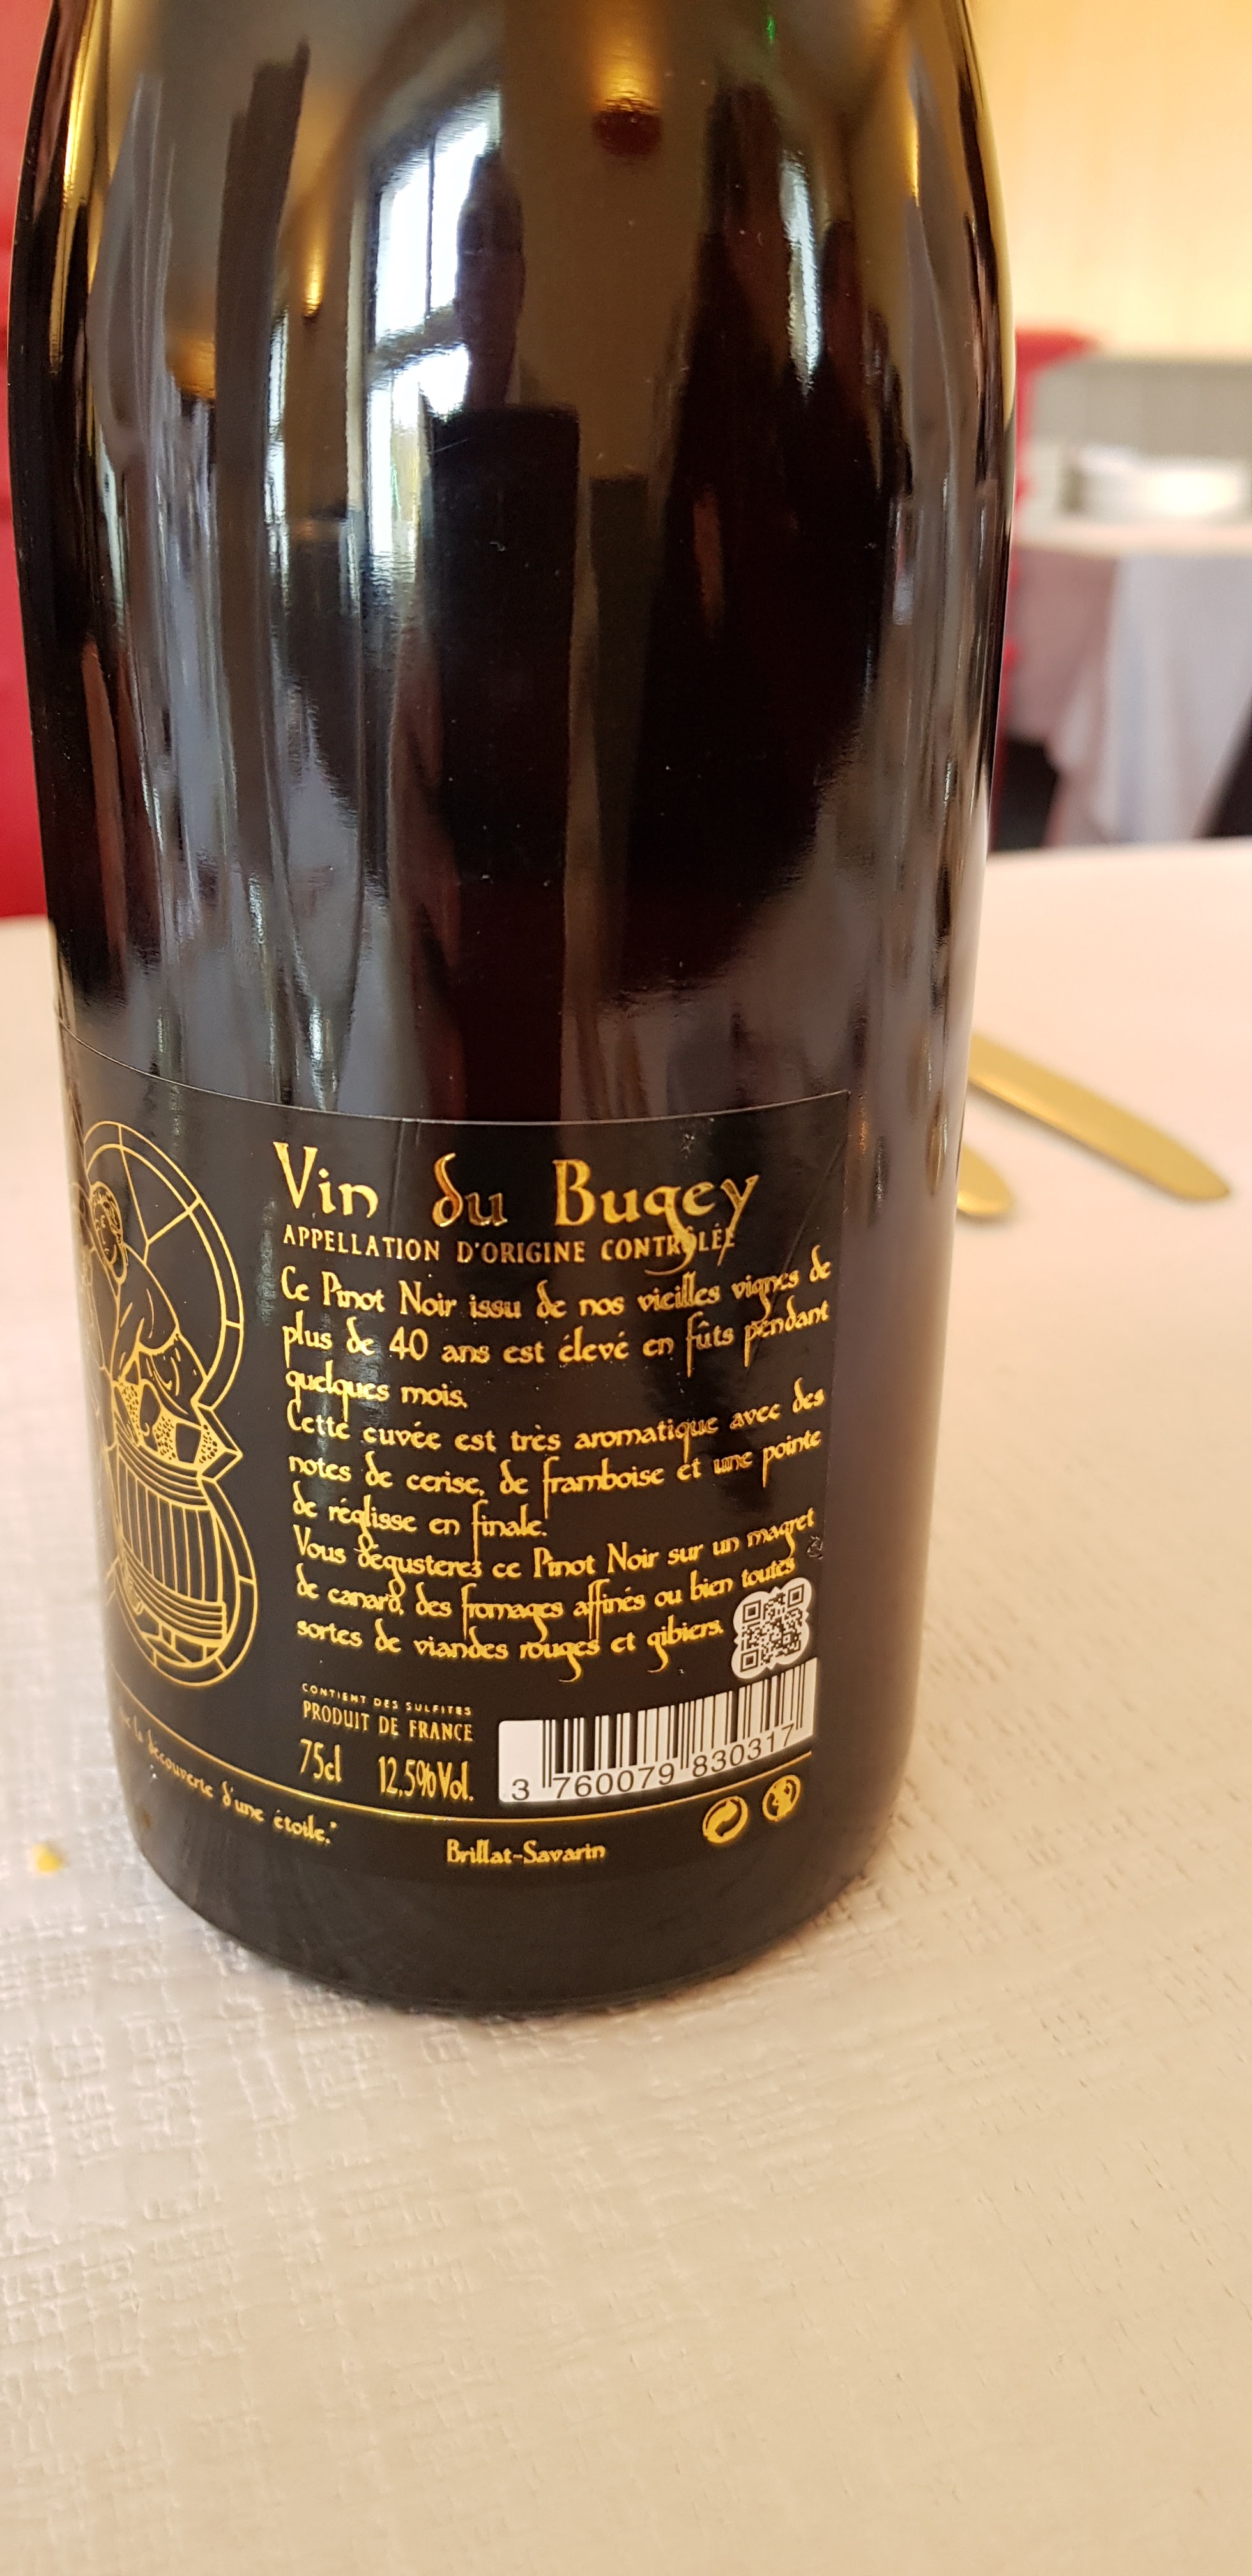 Vin du Bugey
APPELLATION D'ORIGINE CONTRÔLÉE
Ce Pinot Noir issu de nos vieilles vignes de
plus de 40 ans est élevé en fûts pendant
quelques mois.
Cette cuvée est très aromatique avec des
notes de cerise, de framboise et une pointe
de réglisse en finale.
Vous dégusterez ce Pinot Noir sur un magret
de canard, des fromages affinés ou bien toutes
sortes de viandes rouges et gibiers.
CONTIENT DES SULFITES
PRODUIT DE FRANCE
75cl 12,5%Vol.
3 760079 830317
la découverte d'une étoile."
Brillat-Savarin